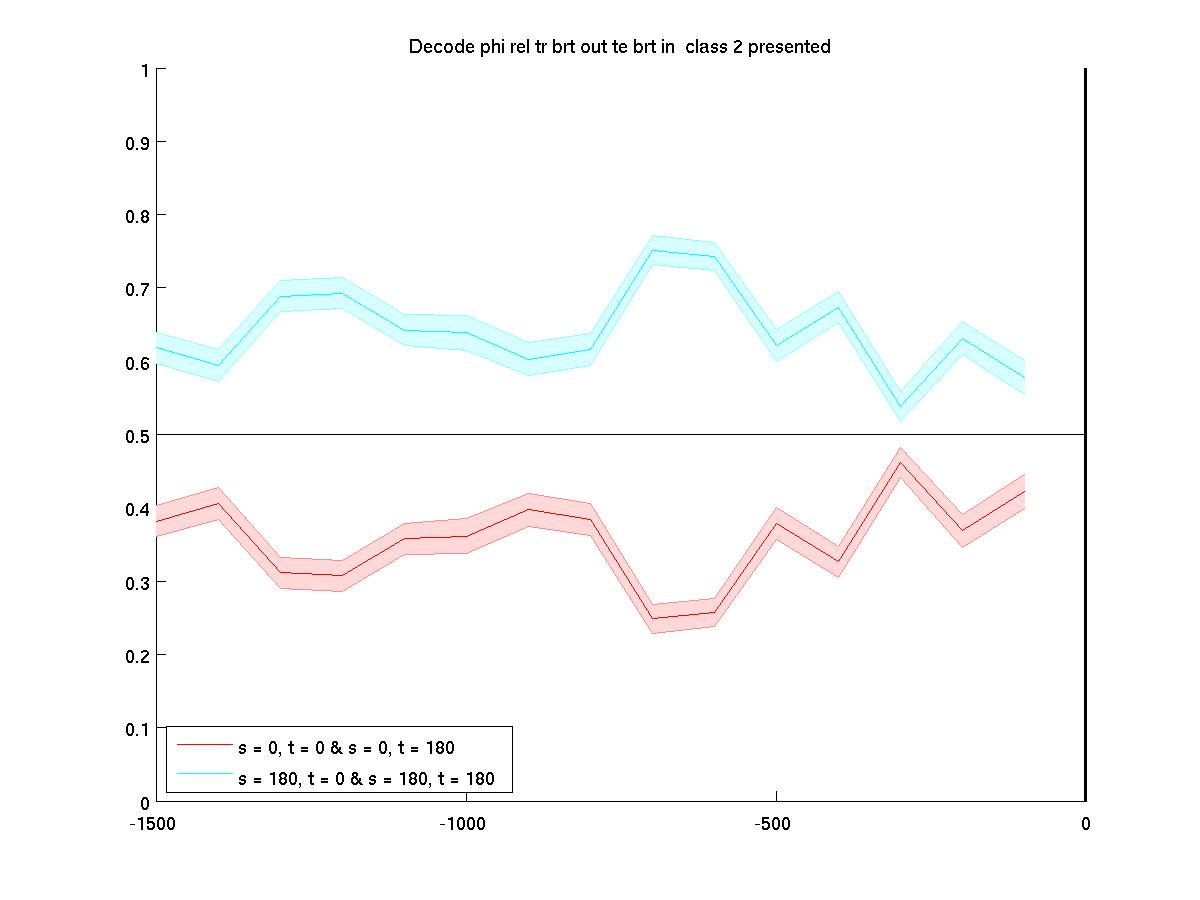 Decode phi rel tr brt out te brt in  class 2 presented
1
0.9
0.8
0.7
0.6
0.5
0.4
0.3
0.2
0.1
0
s = 0, t = 0 & s = 0, t = 180
s = 180, t = 0 & s = 180, t = 180
-1500 -1000 -500 0